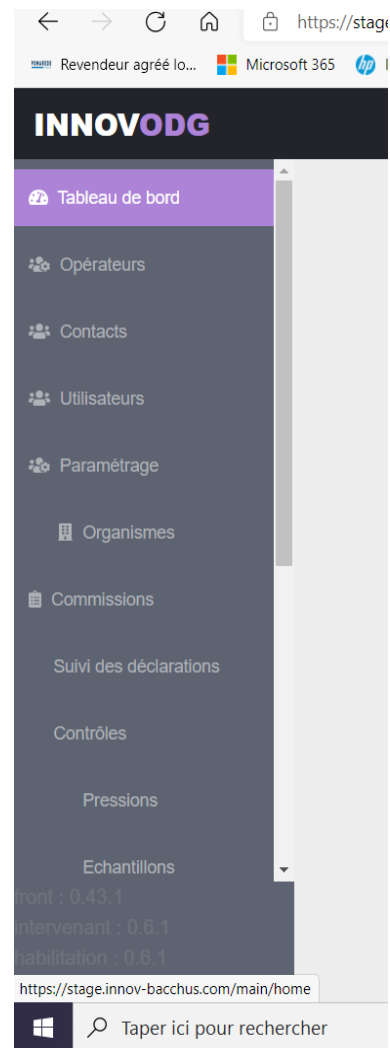 https://stage
Revendeur agréé lo... Microsoft 365
INNOVODG
Tableau de bord
Opérateurs
Contacts
Utilisateurs
Paramétrage
Organismes
Commissions
Suivi des déclarations
Contrôles
Pressions
Echantillons
front : 0.43.1
intervenant : 0.6.1
habilitation : 0.6.1
https://stage.innov-bacchus.com/main/home
Taper ici pour rechercher